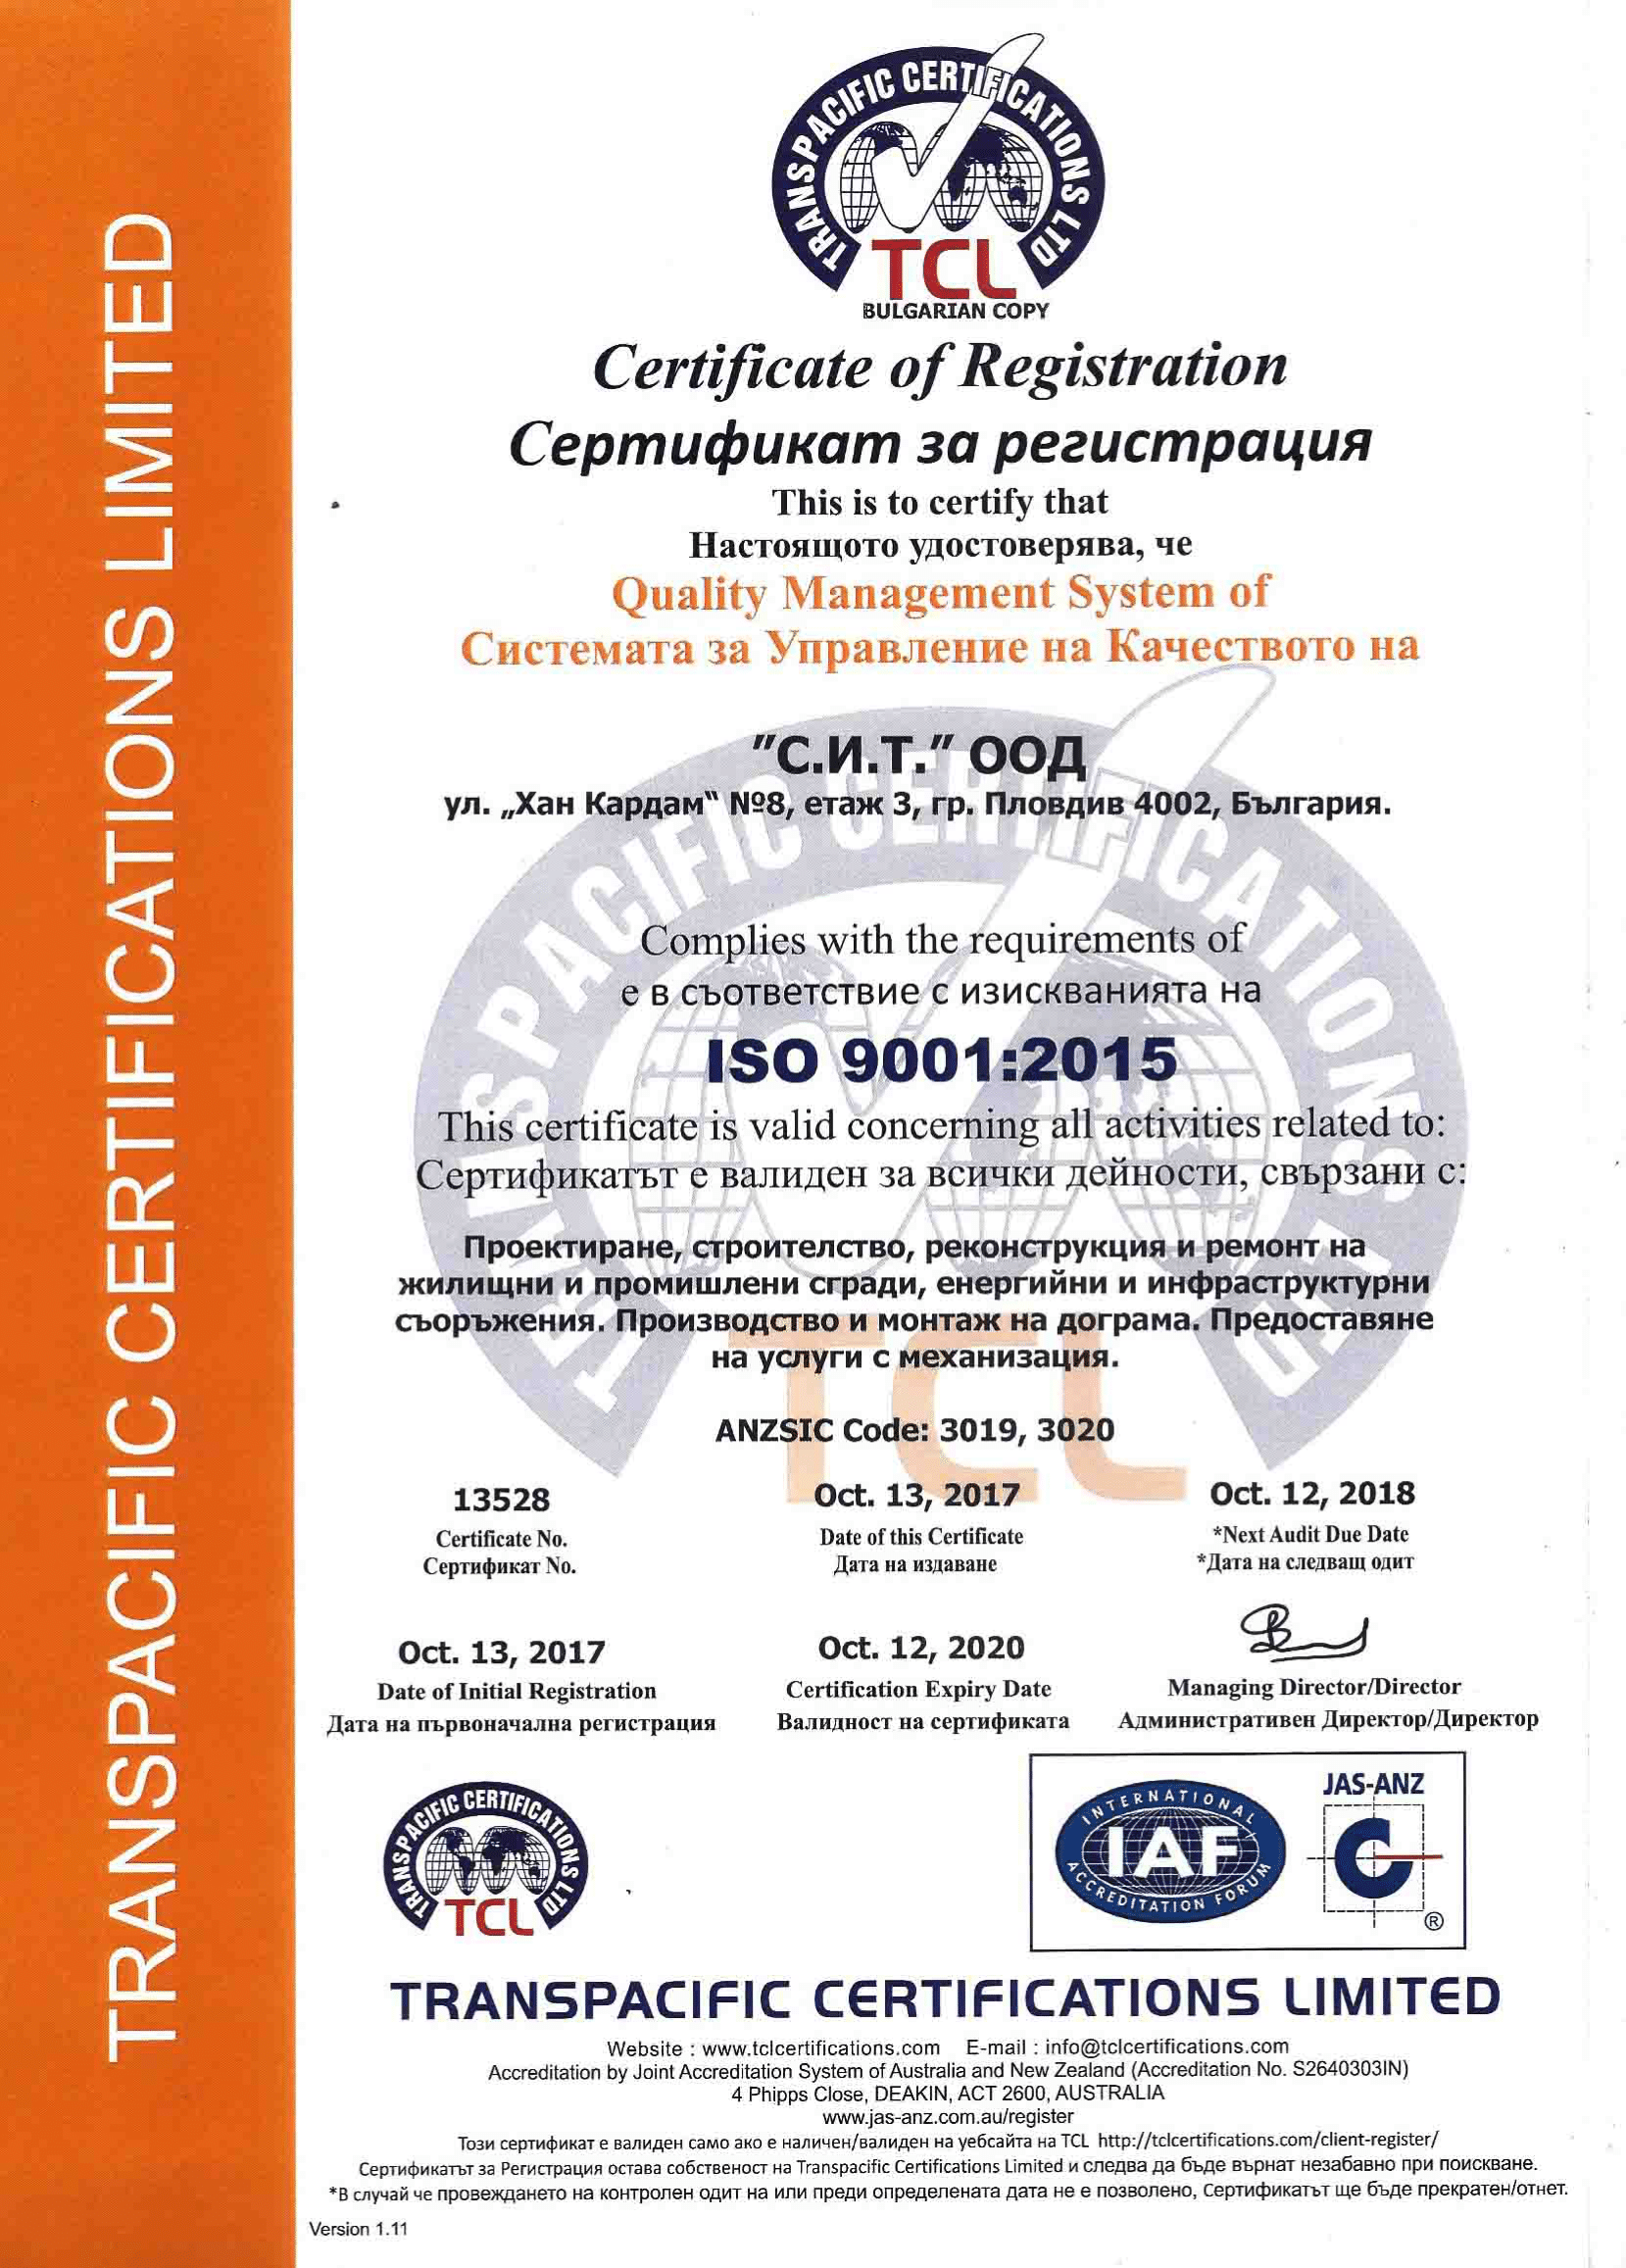 TRANSPACIFIC CERTIFICATIONS LIMITED
TRANSPACIFIC CERTIFICATIONS LTD
TCL
BULGARIAN COPY
Certificate of Registration
Сертификат за регистрация
This is to certify that
Настоящото удостоверява, че
Quality Management System of
Системата за Управление на Качеството на
"С.И.Т." ООД
ул. „Хан Кардам" №8, етаж 3, гр. Пловдив 4002, България.
Complies with the requirements of
е в съответствие с изискванията на
ISO 9001:2015
This certificate is valid concerning all activities related to:
Сертификатът е валиден за всички дейности, свързани с:
Проектиране, строителство, реконструкция и ремонт на
жилищни и промишлени сгради, енергийни и инфраструктурни
съоръжения. Производство и монтаж на дограма. Предоставяне
на услуги с механизация.
TRANSPACIFIC CERTIFICATIONS LTD
TCL
ANZSIC Code: 3019, 3020
13528 Oct. 13, 2017 Oct. 12, 2018
Certificate No. Date of this Certificate *Next Audit Due Date
Сертификат No. Дата на издаване *Дата на следващ одит
Oct. 13, 2017 Oct. 12, 2020
Date of Initial Registration Certification Expiry Date Managing Director/Director
Дата на първоначална регистрация Валидност на сертификата Административен Директор/Директор
TRANSPACIFIC CERTIFICATIONS LTD
TCL
INTERNATIONAL
IAF
ACCREDITATION FORUM
JAS-ANZ
®
TRANSPACIFIC CERTIFICATIONS LIMITED
Website : www.tclcertifications.com E-mail : info@tclcertifications.com
Accreditation by Joint Accreditation System of Australia and New Zealand (Accreditation No. S2640303IN)
4 Phipps Close, DEAKIN, ACT 2600, AUSTRALIA
www.jas-anz.com.au/register
Този сертификат е валиден само ако е наличен/валиден на уебсайта на TCL http://tclcertifications.com/client-register/
Сертификатът за Регистрация остава собственост на Transpacific Certifications Limited и следва да бъде върнат незабавно при поискване.
*В случай че провеждането на контролен одит на или преди определената дата не е позволено, Сертификатът ще бъде прекратен/отнет.
Version 1.11